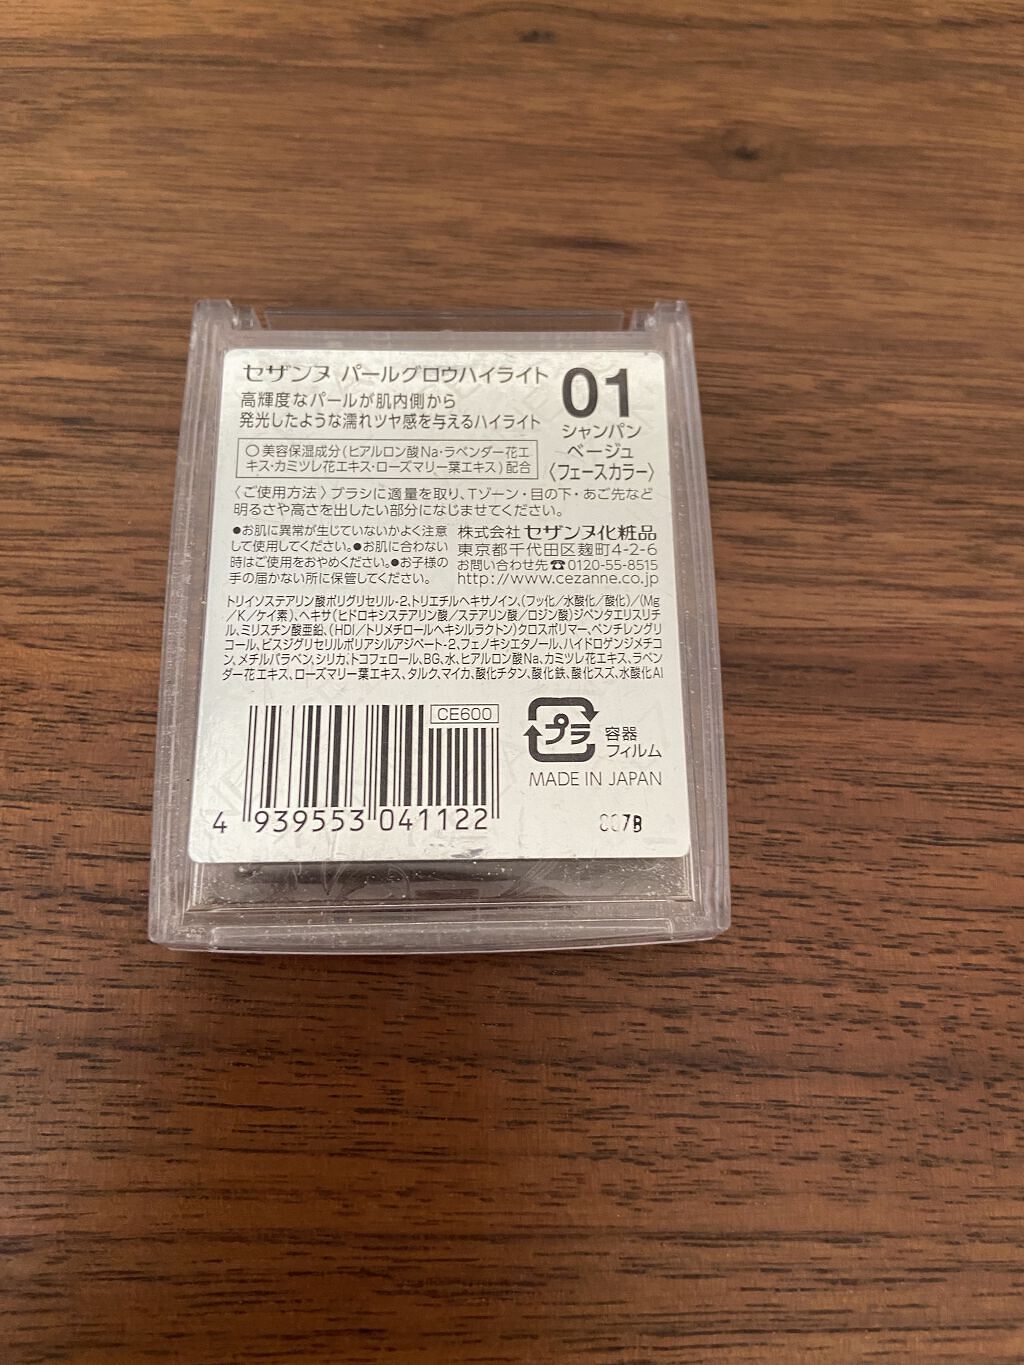 セザンヌ パールグロウハイライト
高輝度なパールが肌内側から
発光したような濡れツヤ感を与えるハイライト
01
シャンパン
ベージュ
〈フェースカラー〉
○美容保湿成分(ヒアルロン酸Na・ラベンダー花エ
キス・カミツレ花エキス・ローズマリー葉エキス)配合
〈ご使用方法〉ブラシに適量を取り、Tゾーン・目の下・あご先など
明るさや高さを出したい部分になじませてください。
●お肌に異常が生じていないかよく注意
して使用してください。●お肌に合わない
時はご使用をおやめください。●お子様の
手の届かない所に保管してください。
株式会社 セザンヌ化粧品
東京都千代田区麹町4-2-6
お問い合わせ先☎0120-55-8515
http://www.cezanne.co.jp
トリイソステアリン酸ポリグリセリル-2、トリエチルヘキサノイン、(フッ化/水酸化/酸化)/(Mg
/K/ケイ素)、ヘキサ(ヒドロキシステアリン酸/ステアリン酸/ロジン酸)ジペンタエリスリチ
ル、ミリスチン酸亜鉛、(HDI/トリメチロールヘキシルラクトン)クロスポリマー、ペンチレングリ
コール、ビスジグリセリルポリアシルアジペート-2、フェノキシエタノール、ハイドロゲンジメチコ
ン、メチルパラベン、シリカ、トコフェロール、BG、水、ヒアルロン酸Na、カミツレ花エキス、ラベン
ダー花エキス、ローズマリー葉エキス、タルク、マイカ、酸化チタン、酸化鉄、酸化スズ、水酸化Al
CE600
4 939553 041122
プラ
容器
フィルム
MADE IN JAPAN